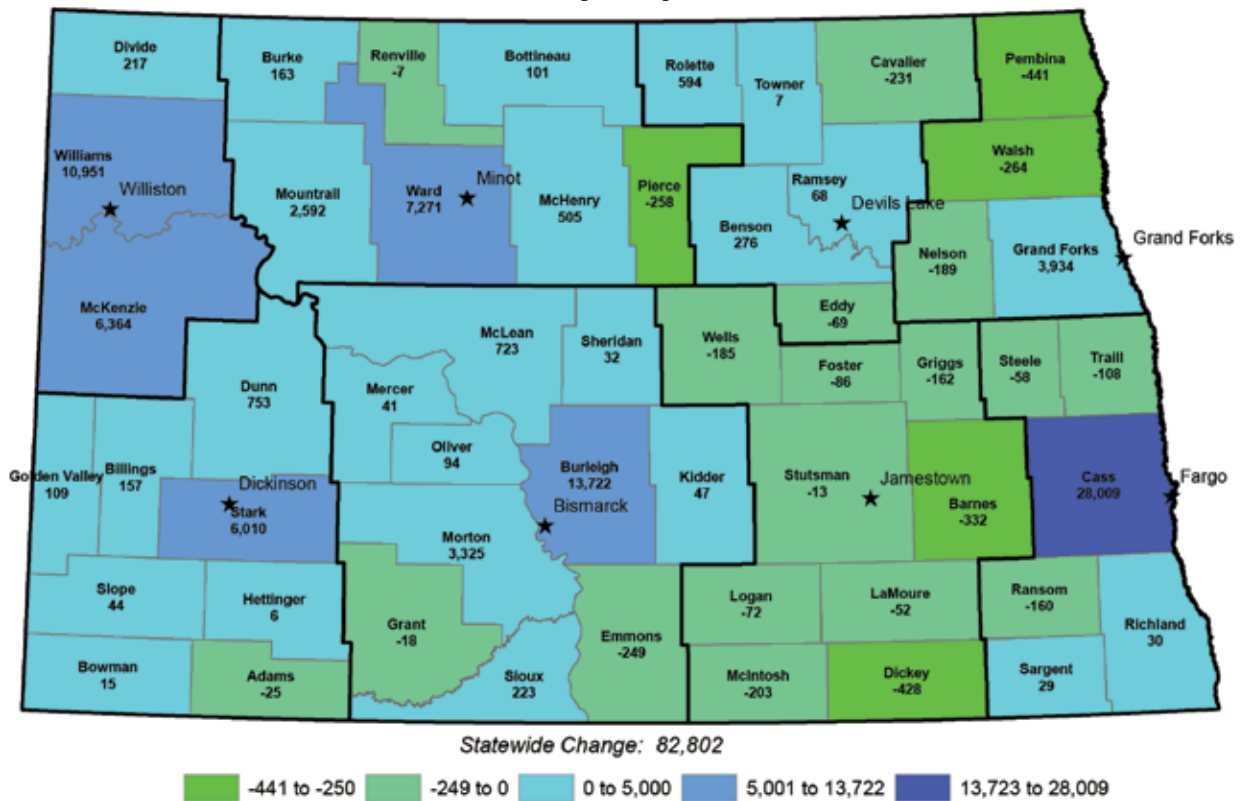 Divide
217
Burke
163
Renville
-7
Bottineau
101
Rolette
594
Towner
7
Cavalier
-231
Pembina
-441
Williams
10,951
Williston
Mountrail
2,592
Ward
7,271
Minot
McHenry
505
Pierce
-258
Benson
276
Ramsey
68
Devils Lake
Walsh
-264
Nelson
-189
Grand Forks
3,934
Grand Forks
McKenzie
6,364
Dunn
753
McLean
723
Sheridan
32
Wells
-185
Eddy
-69
Foster
-86
Griggs
-162
Steele
-58
Traill
-108
Mercer
41
Oliver
94
Golden Valley
109
Billings
157
Dickinson
Stark
6,010
Burleigh
13,722
Bismarck
Kidder
47
Stutsman
-13
Jamestown
Barnes
-332
Cass
28,009
Fargo
Morton
3,325
Slope
44
Hettinger
6
Grant
-18
Bowman
15
Adams
-25
Sioux
223
Emmons
-249
Logan
-72
LaMoure
-52
Ransom
-160
Richland
30
McIntosh
-203
Dickey
-428
Sargent
29
Statewide Change: 82,802
-441 to -250
-249 to 0
0 to 5,000
5,001 to 13,722
13,723 to 28,009